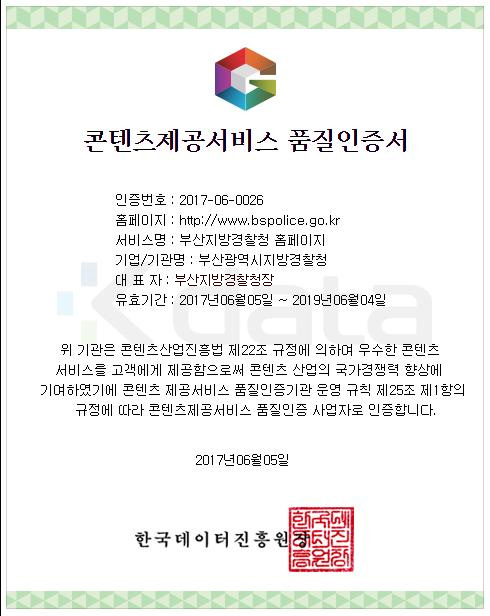 콘텐츠제공서비스 품질인증서
인증번호 : 2017-06-0026
홈페이지 : http://www.bspolice.go.kr
서비스명 : 부산지방경찰청 홈페이지
기업/기관명 : 부산광역시지방경찰청
대 표 자 : 부산지방경찰청장
유효기간 : 2017년06월05일 ~ 2019년06월04일
Kdata
위 기관은 콘텐츠산업진흥법 제22조 규정에 의하여 우수한 콘텐츠
서비스를 고객에게 제공함으로써 콘텐츠 산업의 국가경쟁력 향상에
기여하였기에 콘텐츠 제공서비스 품질인증기관 운영 규칙 제25조 제1항의
규정에 따라 콘텐츠제공서비스 품질인증 사업자로 인증합니다.
2017년06월05일
한국데이터진흥원장